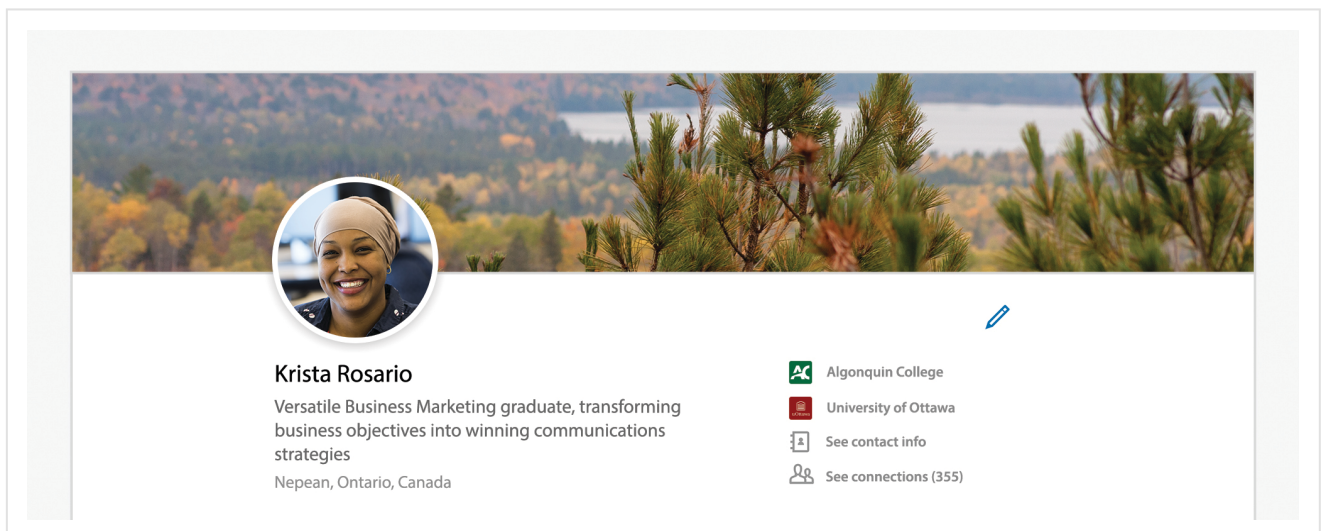 Krista Rosario
Versatile Business Marketing graduate, transforming
business objectives into winning communications
strategies
Nepean, Ontario, Canada
AC Algonquin College
uOttawa University of Ottawa
See contact info
See connections (355)